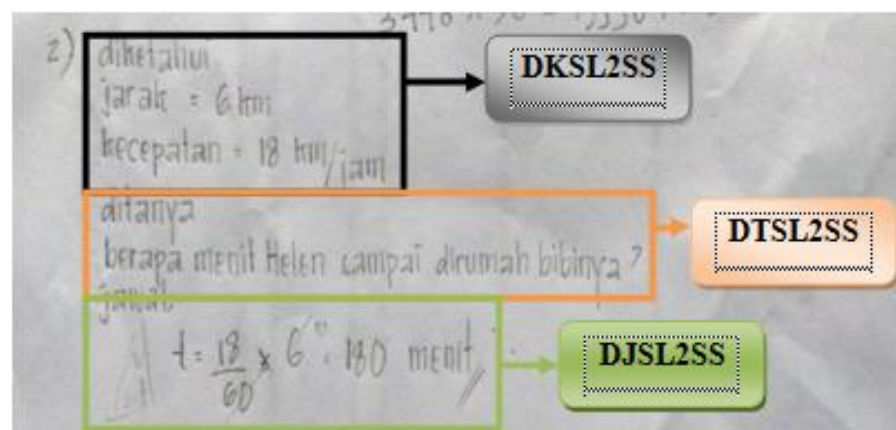 2) diketahui
jarak = 6 km
kecepatan = 18 km/jam
DKSL2SS
ditanya
berapa menit Helen sampai dirumah bibinya?
DTSL2SS
jawab
t = 18/60 x 6 = 180 menit //
DJSL2SS